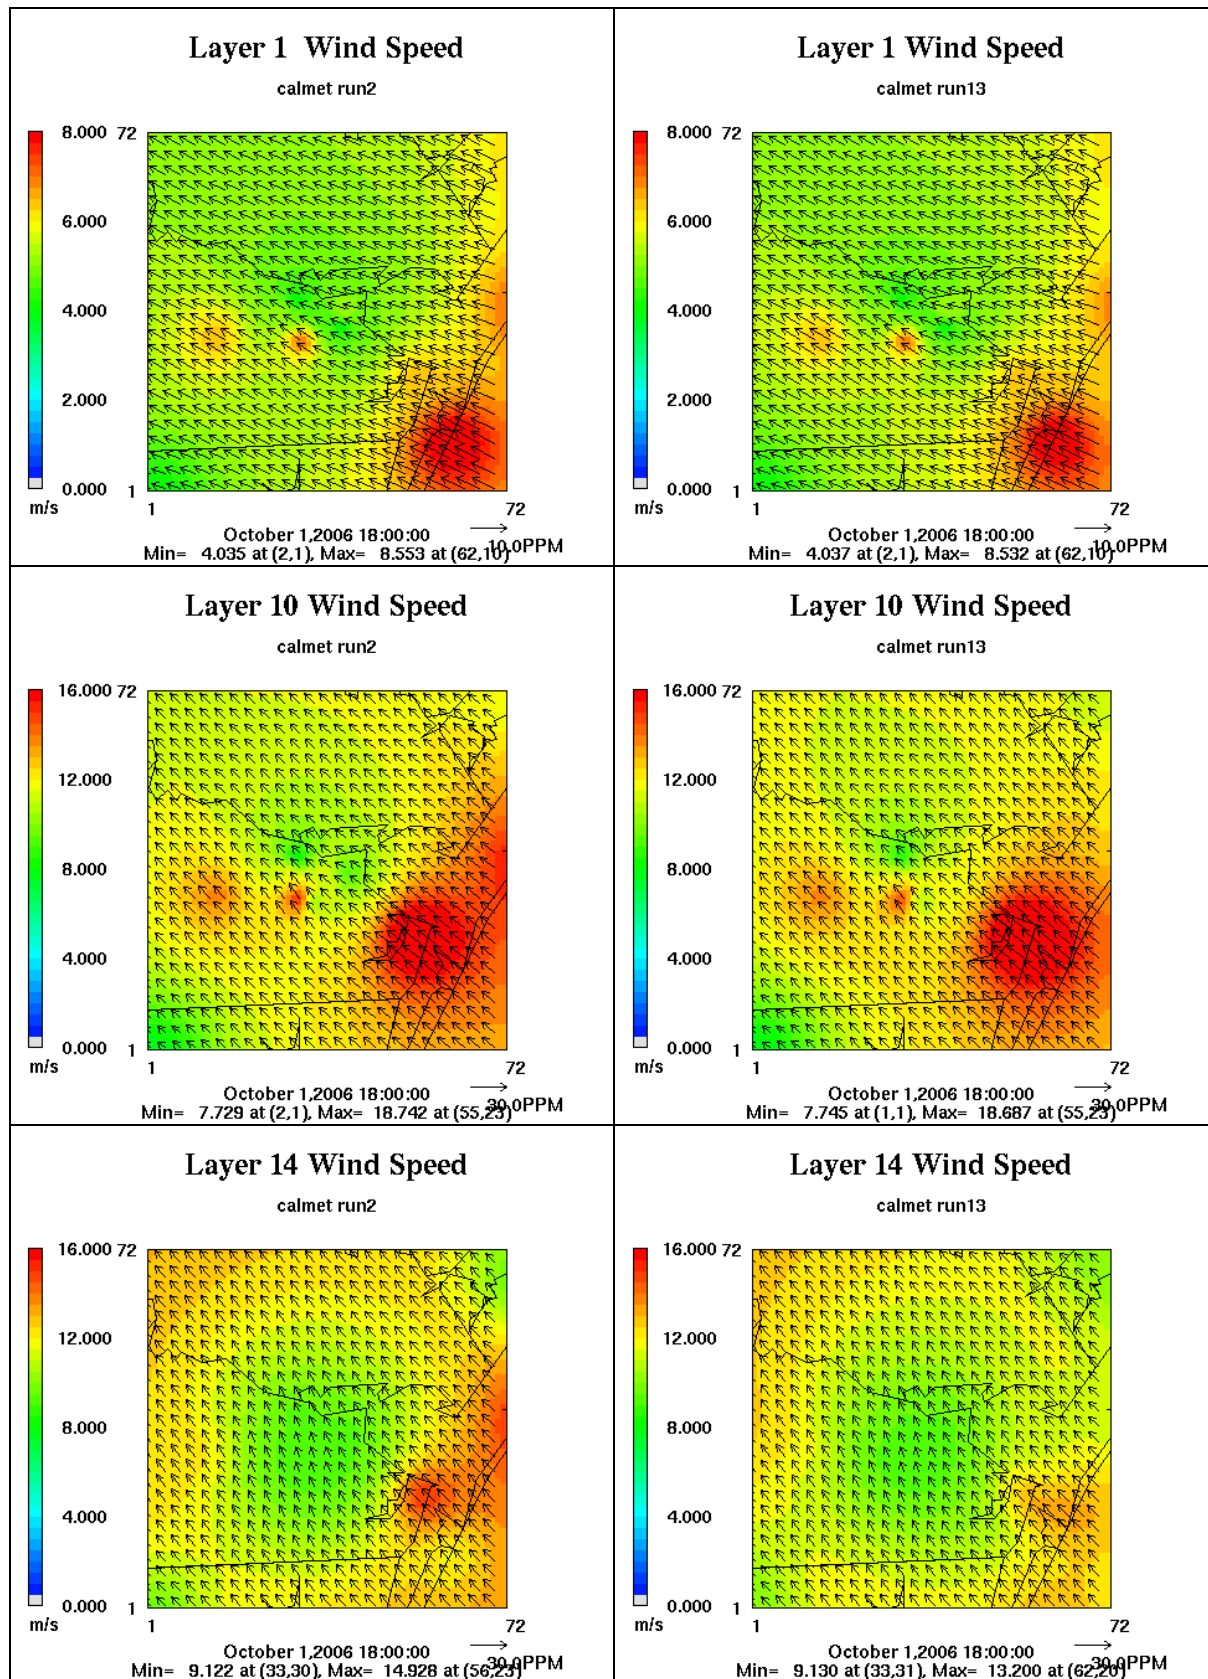 Layer 1  Wind Speed
calmet run2
8.000
6.000
4.000
2.000
0.000
m/s
72
1
1
72
October 1,2006 18:00:00
10.0PPM
Min=  4.035 at (2,1), Max=  8.553 at (62,10)
Layer 1 Wind Speed
calmet run13
8.000
6.000
4.000
2.000
0.000
m/s
72
1
1
72
October 1,2006 18:00:00
10.0PPM
Min=  4.037 at (2,1), Max=  8.532 at (62,10)
Layer 10 Wind Speed
calmet run2
16.000
12.000
8.000
4.000
0.000
m/s
72
1
1
72
October 1,2006 18:00:00
30.0PPM
Min=  7.729 at (2,1), Max=  18.742 at (55,23)
Layer 10 Wind Speed
calmet run13
16.000
12.000
8.000
4.000
0.000
m/s
72
1
1
72
October 1,2006 18:00:00
30.0PPM
Min=  7.745 at (1,1), Max=  18.687 at (55,23)
Layer 14 Wind Speed
calmet run2
16.000
12.000
8.000
4.000
0.000
m/s
72
1
1
72
October 1,2006 18:00:00
30.0PPM
Min=  9.122 at (33,30), Max=  14.928 at (56,23)
Layer 14 Wind Speed
calmet run13
16.000
12.000
8.000
4.000
0.000
m/s
72
1
1
72
October 1,2006 18:00:00
30.0PPM
Min=  9.130 at (33,31), Max=  13.200 at (62,20)